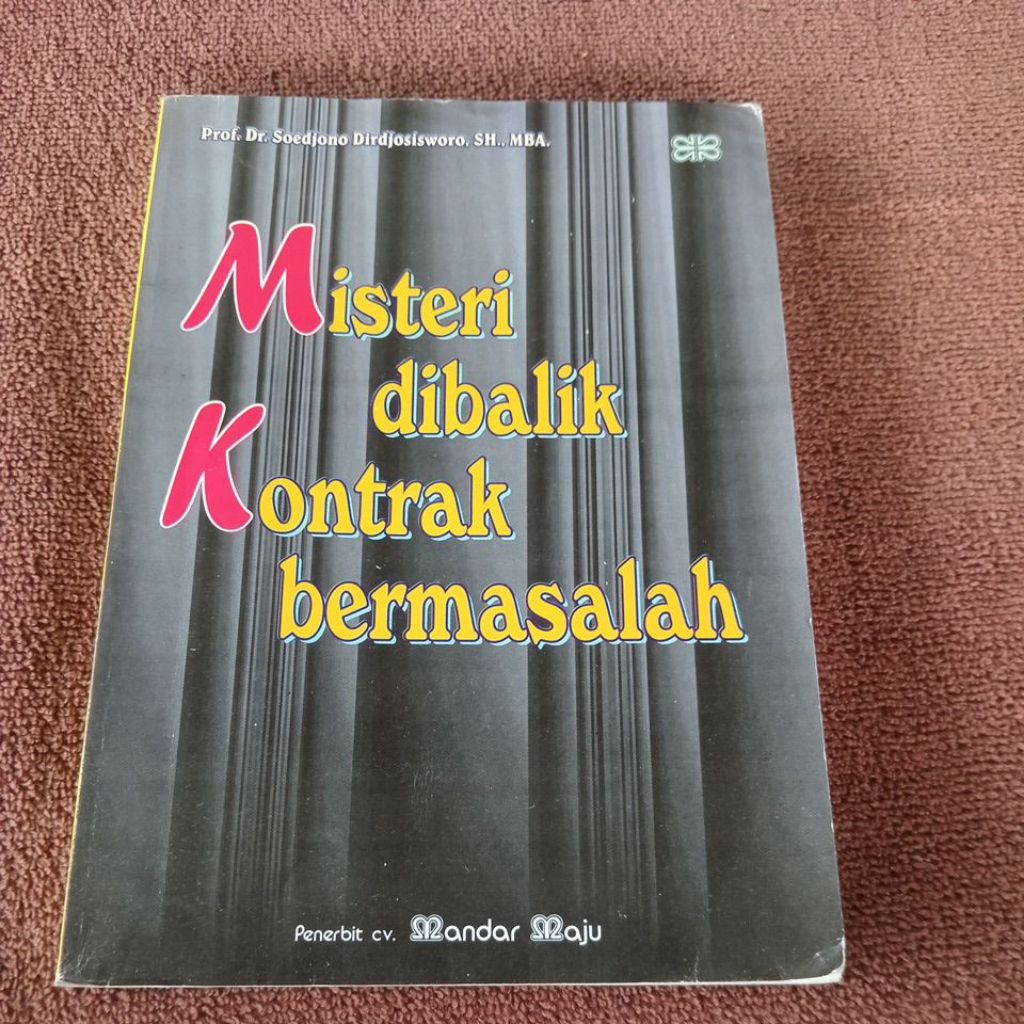 Prof. Dr. Soedjono Dirdjosisworo, SH., MBA.
Misteri
dibalik
Kontrak
bermasalah
Penerbit cv. Mandar Maju